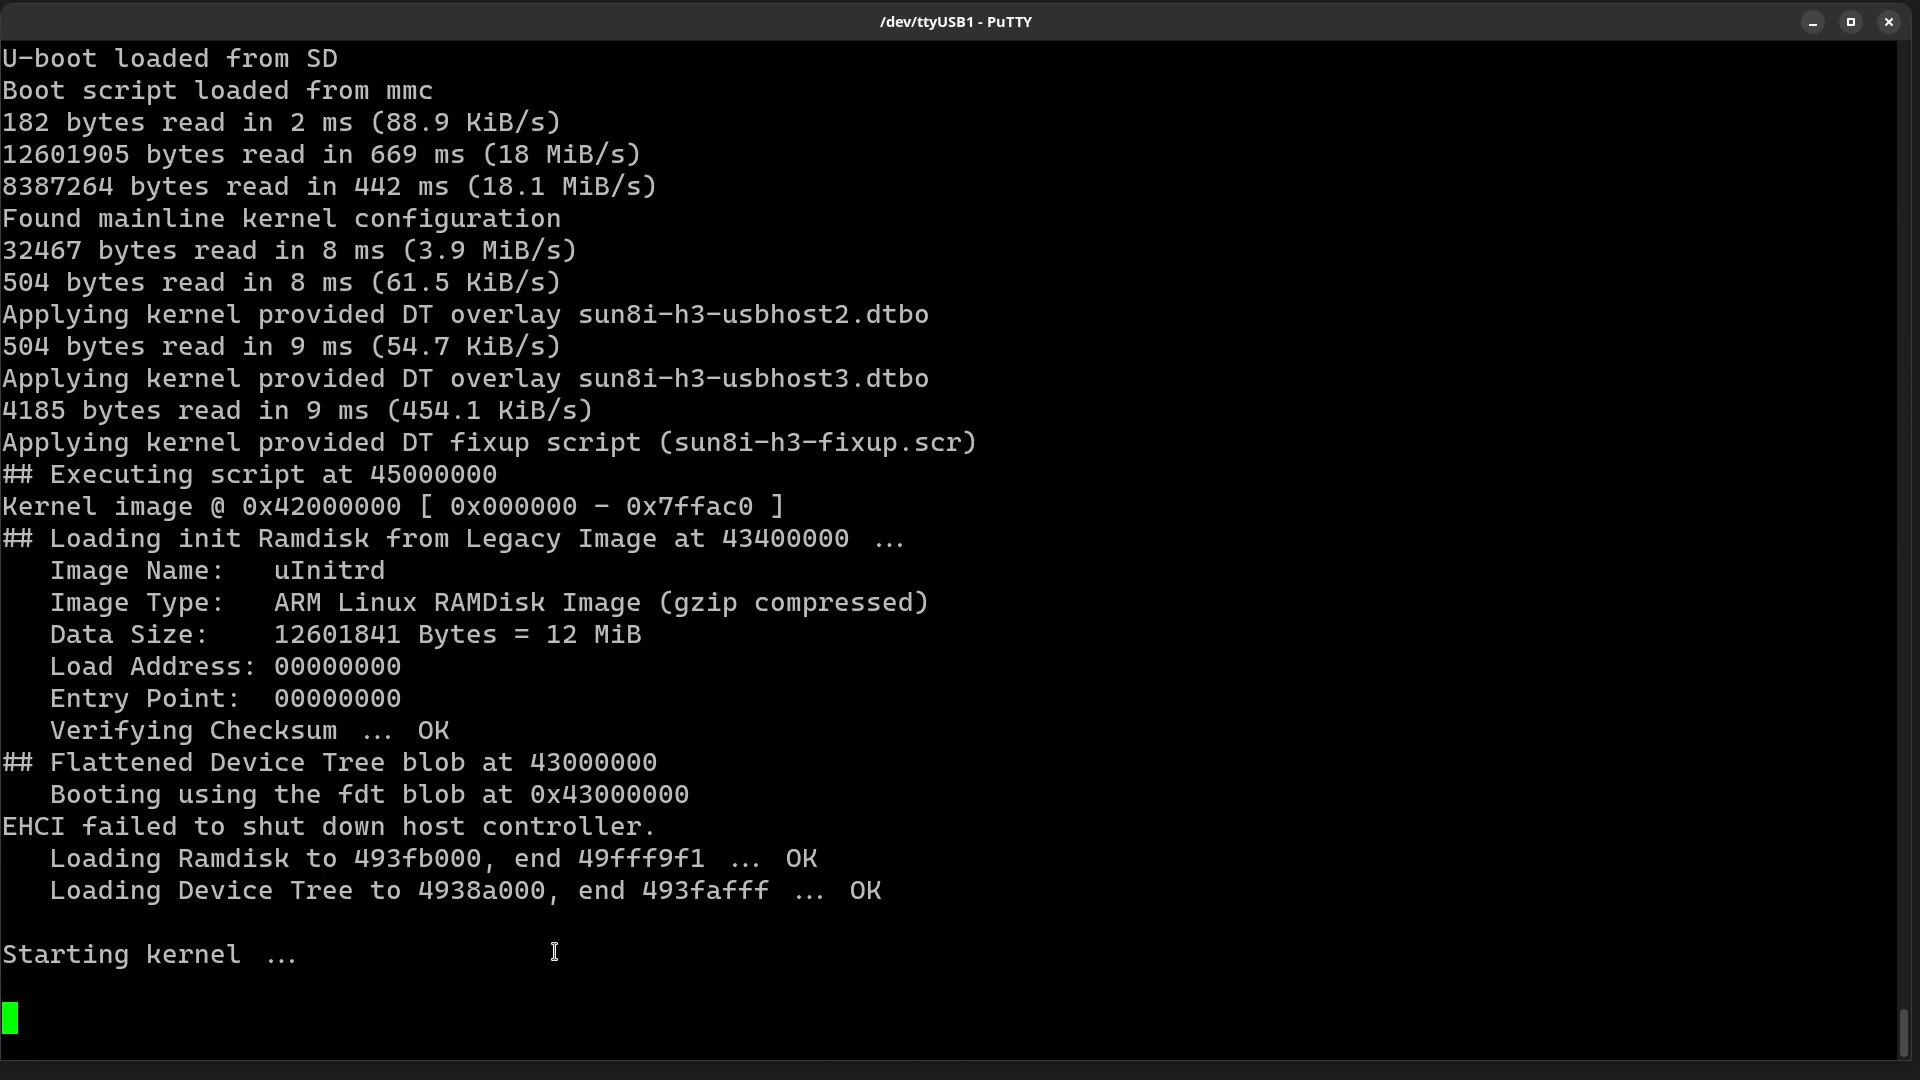 /dev/ttyUSB1 - PuTTY
U-boot loaded from SD
Boot script loaded from mmc
182 bytes read in 2 ms (88.9 KiB/s)
12601905 bytes read in 669 ms (18 MiB/s)
8387264 bytes read in 442 ms (18.1 MiB/s)
Found mainline kernel configuration
32467 bytes read in 8 ms (3.9 MiB/s)
504 bytes read in 8 ms (61.5 KiB/s)
Applying kernel provided DT overlay sun8i-h3-usbhost2.dtbo
504 bytes read in 9 ms (54.7 KiB/s)
Applying kernel provided DT overlay sun8i-h3-usbhost3.dtbo
4185 bytes read in 9 ms (454.1 KiB/s)
Applying kernel provided DT fixup script (sun8i-h3-fixup.scr)
## Executing script at 45000000
Kernel image @ 0x42000000 [ 0x000000 - 0x7ffac0 ]
## Loading init Ramdisk from Legacy Image at 43400000 ...
   Image Name:   uInitrd
   Image Type:   ARM Linux RAMDisk Image (gzip compressed)
   Data Size:    12601841 Bytes = 12 MiB
   Load Address: 00000000
   Entry Point:  00000000
   Verifying Checksum ... OK
## Flattened Device Tree blob at 43000000
   Booting using the fdt blob at 0x43000000
EHCI failed to shut down host controller.
   Loading Ramdisk to 493fb000, end 49fff9f1 ... OK
   Loading Device Tree to 4938a000, end 493fafff ... OK
Starting kernel ...